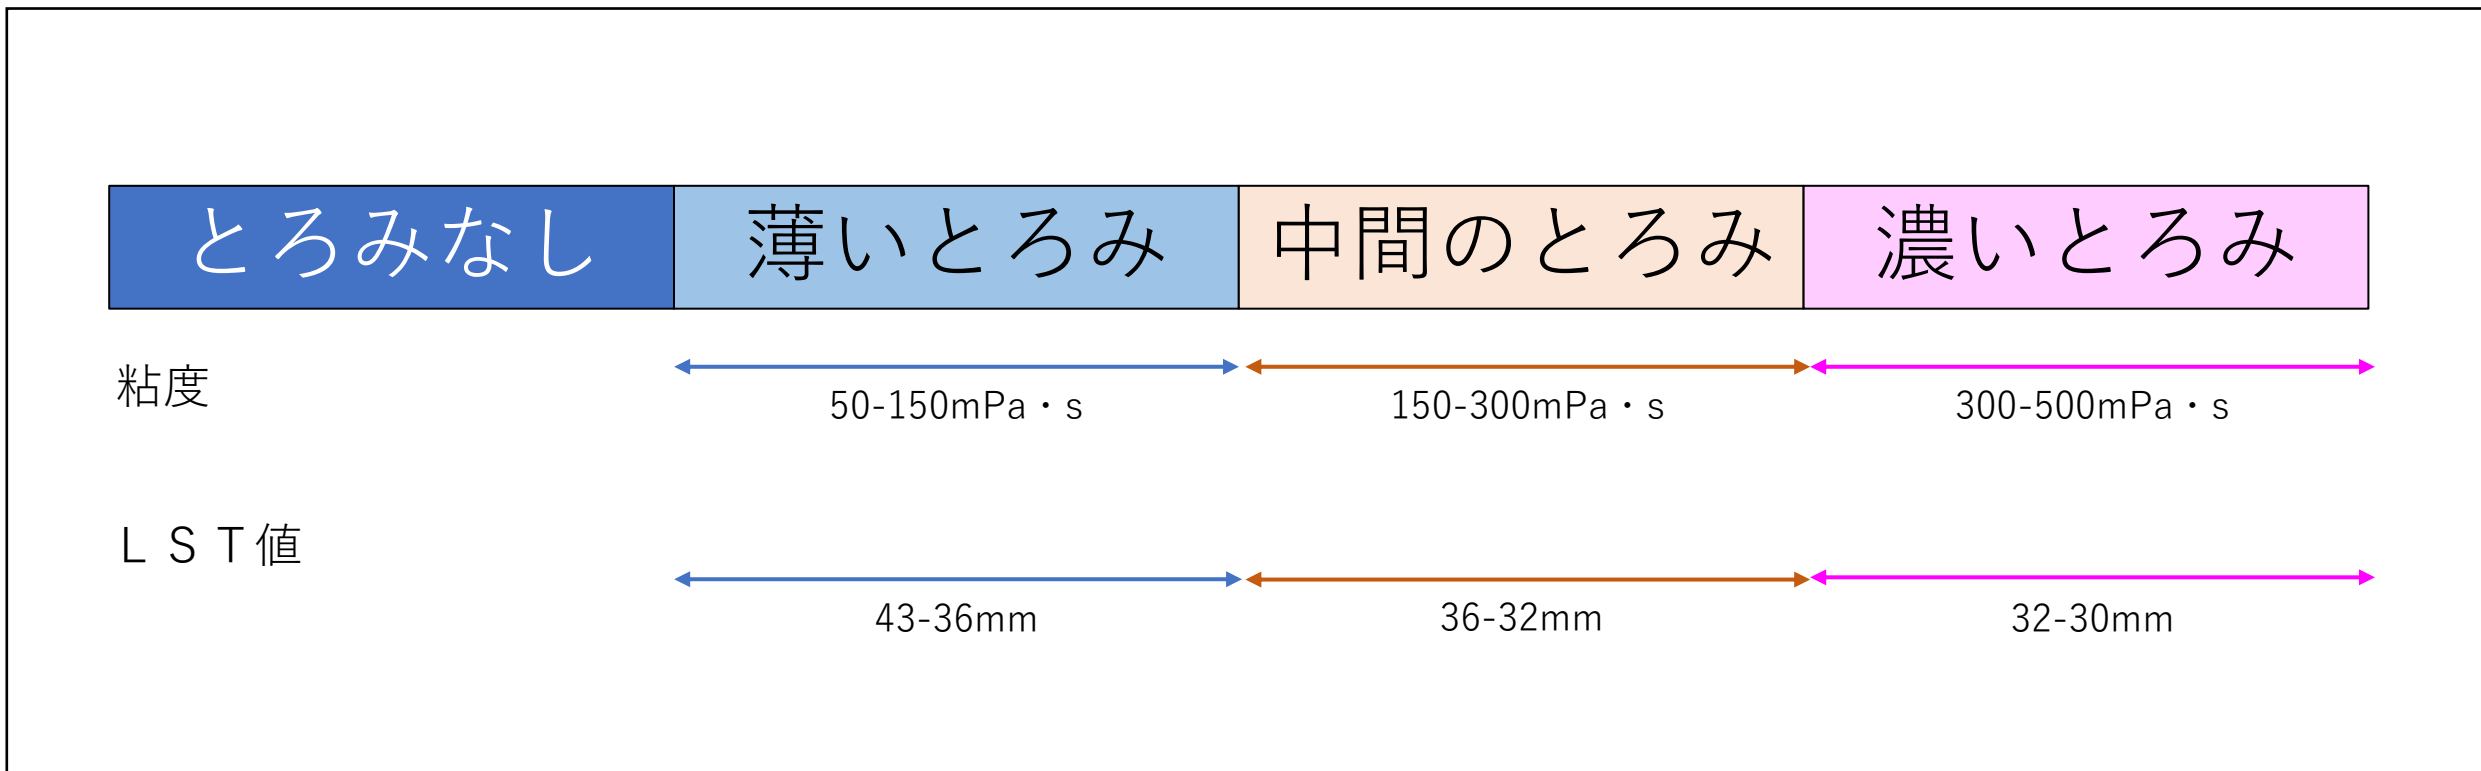 とろみなし 薄いとろみ 中間のとろみ 濃いとろみ
粘度
50-150mPa・s 150-300mPa・s 300-500mPa・s
ＬＳＴ値
43-36mm 36-32mm 32-30mm